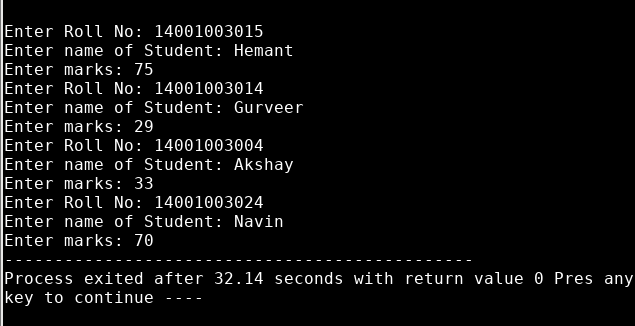 Enter Roll No: 14001003015
Enter name of Student: Hemant
Enter marks: 75
Enter Roll No: 14001003014
Enter name of Student: Gurveer
Enter marks: 29
Enter Roll No: 14001003004
Enter name of Student: Akshay
Enter marks: 33
Enter Roll No: 14001003024
Enter name of Student: Navin
Enter marks: 70
-----------------------------------------------
Process exited after 32.14 seconds with return value 0 Pres any
key to continue ----